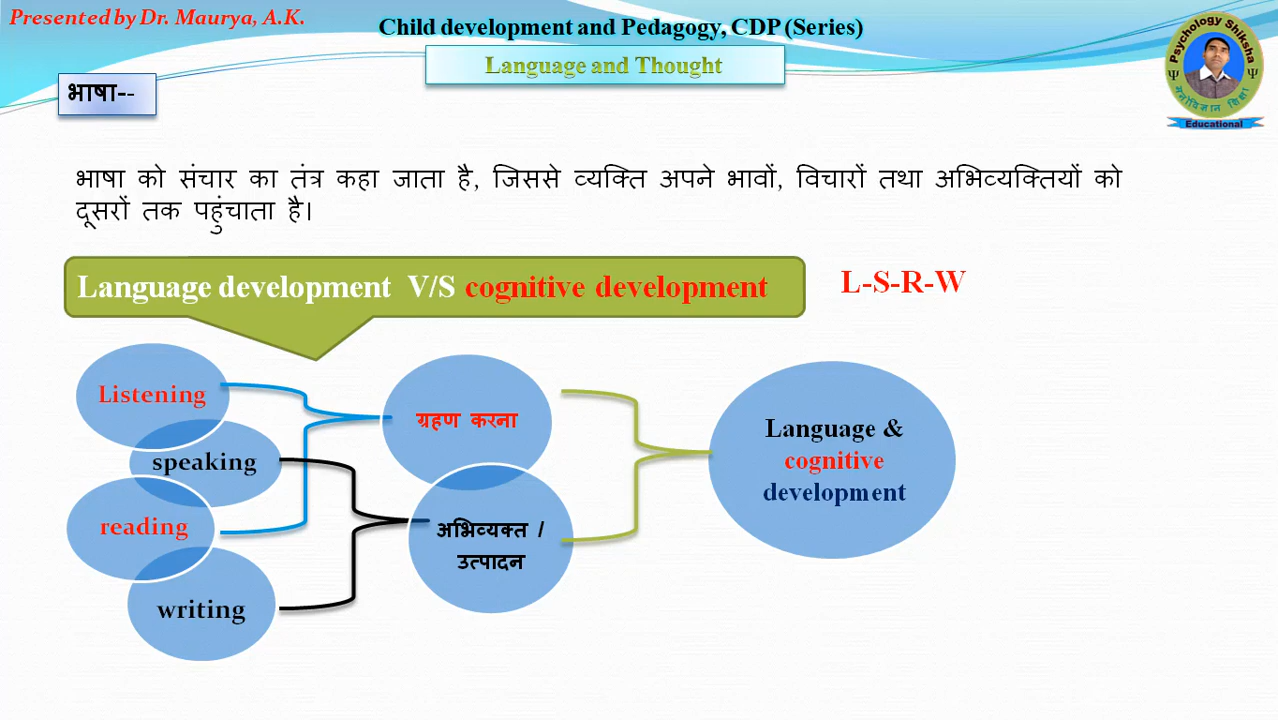 Presented by Dr. Maurya, A.K.
Child development and Pedagogy, CDP (Series)
Language and Thought
Psychology Shiksha
Ψ Ψ
मनोविज्ञान शिक्षा
Educational
भाषा--
भाषा को संचार का तंत्र कहा जाता है, जिससे व्यक्ति अपने भावों, विचारों तथा अभिव्यक्तियों को
दूसरों तक पहुंचाता है।
Language development V/S cognitive development
L-S-R-W
Listening
speaking
reading
writing
ग्रहण करना
अभिव्यक्त /
उत्पादन
Language &
cognitive
development